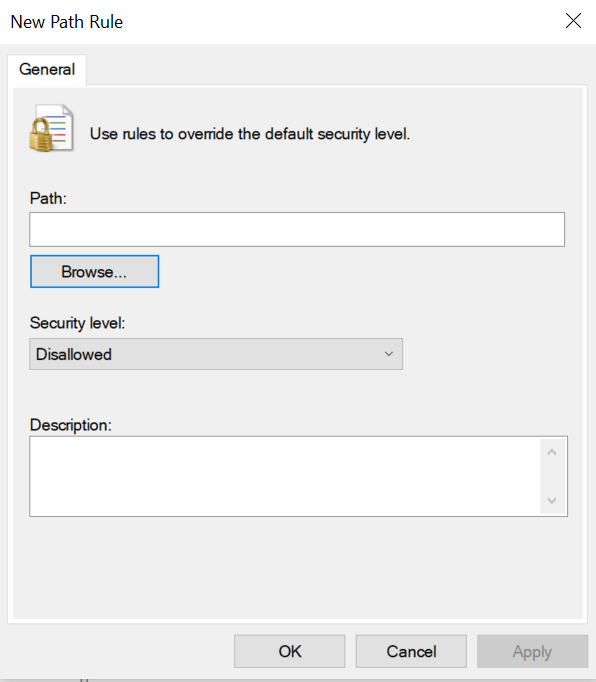 New Path Rule
General
Use rules to override the default security level.
Path:
Browse...
Security level:
Disallowed
Description:
OK
Cancel
Apply